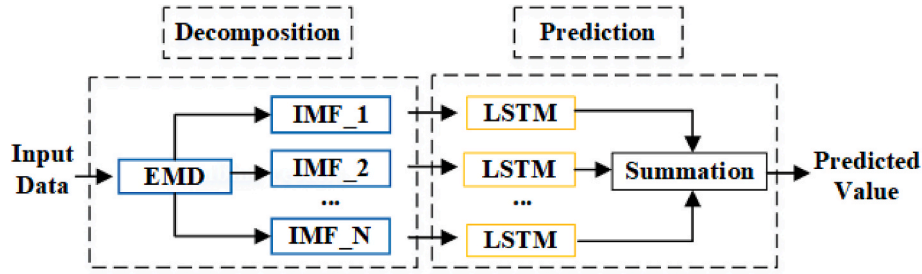 Decomposition
Prediction
Input
Data
EMD
IMF_1
IMF_2
...
IMF_N
LSTM
LSTM
...
LSTM
Summation
Predicted
Value